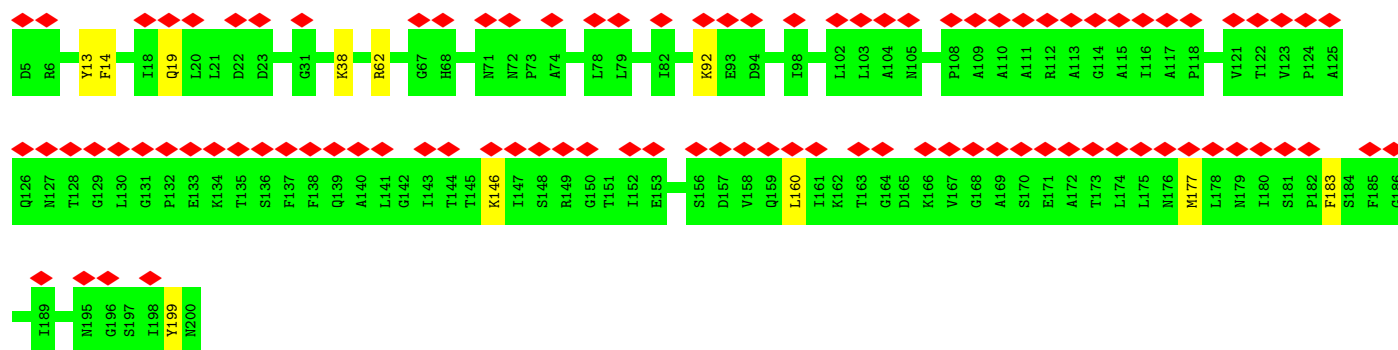 D5 R6 Y13 F14 I18 Q19 L20 L21 D22 D23 G31 K38 R62 G67 H68 N71 N72 P73 A74 L78 L79 I82 K92 E93 D94 I98 L102 L103 A104 N105 P108 A109 A110 A111 R112 A113 G114 A115 I116 A117 P118 V121 T122 V123 P124 A125
Q126 N127 T128 G129 L130 G131 P132 E133 K134 T135 S136 F137 F138 Q139 A140 L141 G142 I143 T144 T145 K146 I147 S148 R149 G150 T151 I152 E153 S156 D157 V158 Q159 L160 I161 K162 T163 G164 D165 K166 V167 G168 A169 S170 E171 A172 T173 L174 L175 N176 M177 L178 N179 I180 S181 P182 F183 S184 F185 G186
I189 N195 G196 S197 I198 Y199 N200